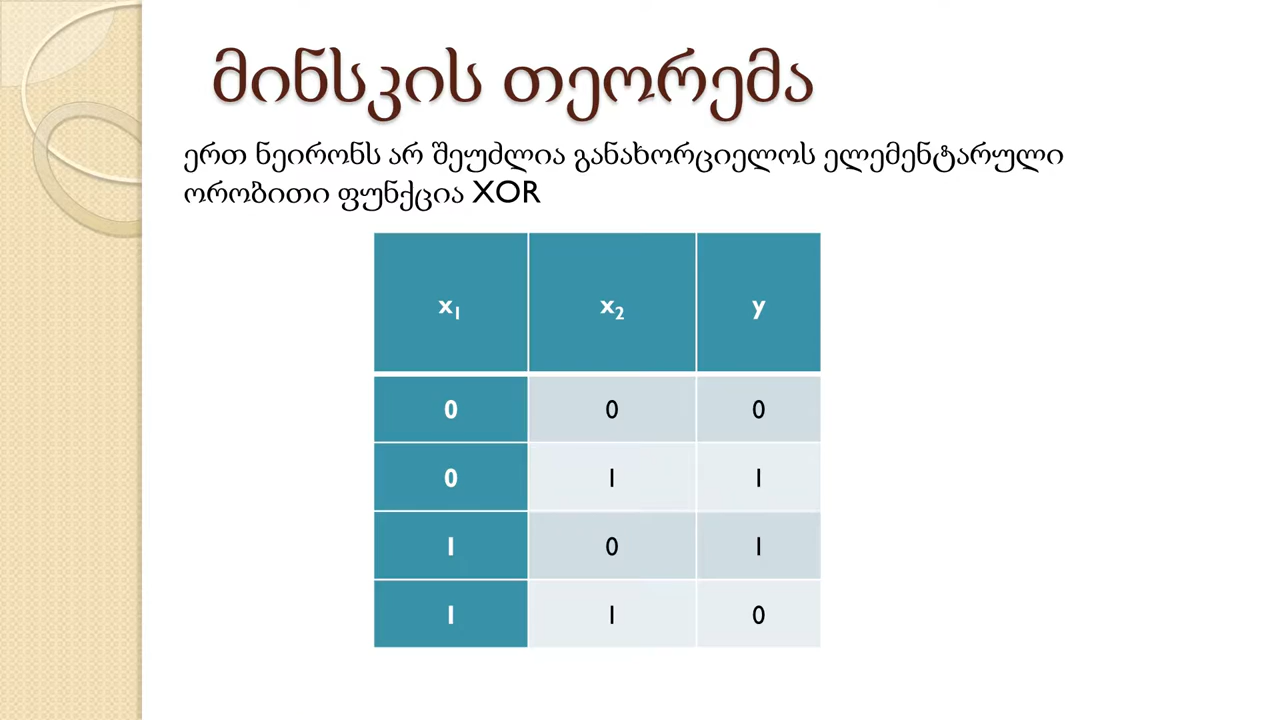 მინსკის თეორემა
ერთ ნეირონს არ შეუძლია განახორციელოს ელემენტარული
ორობითი ფუნქცია XOR
x₁ x₂ y
0 0 0
0 1 1
1 0 1
1 1 0